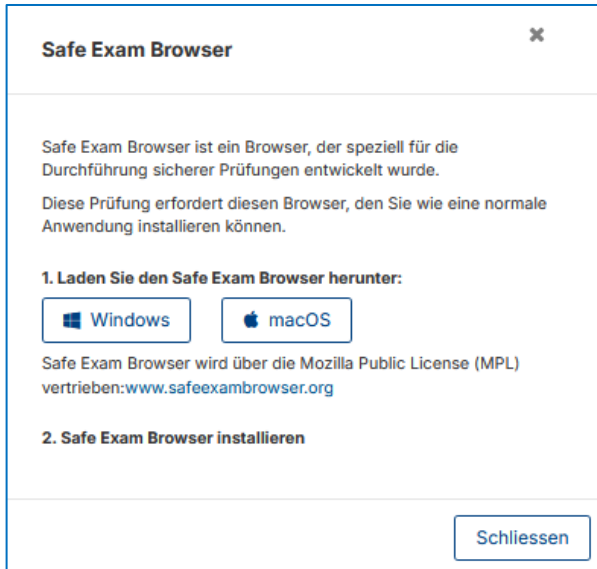 Safe Exam Browser
Safe Exam Browser ist ein Browser, der speziell für die
Durchführung sicherer Prüfungen entwickelt wurde.
Diese Prüfung erfordert diesen Browser, den Sie wie eine normale
Anwendung installieren können.
1. Laden Sie den Safe Exam Browser herunter:
Windows macOS
Safe Exam Browser wird über die Mozilla Public License (MPL)
vertrieben:www.safeexambrowser.org
2. Safe Exam Browser installieren
Schliessen